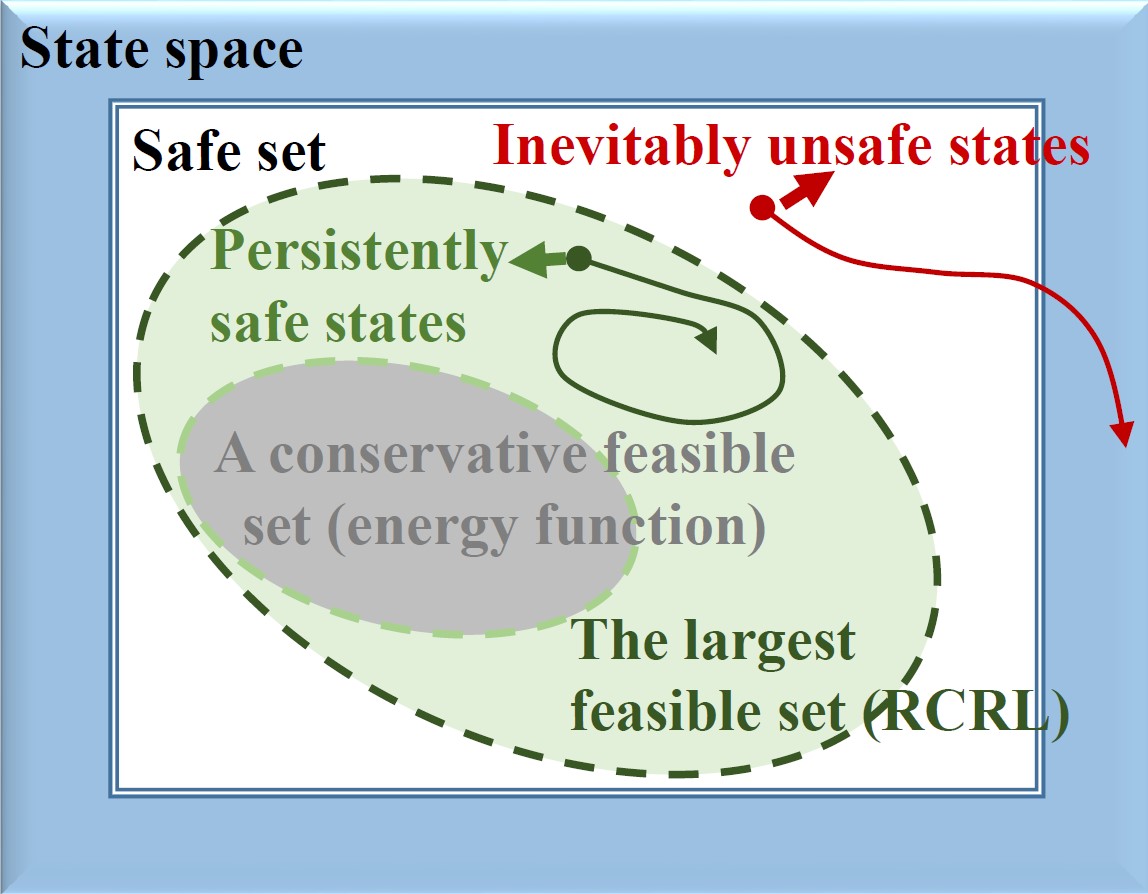 State space
Safe set
Inevitably unsafe states
Persistently
safe states
A conservative feasible
set (energy function)
The largest
feasible set (RCRL)